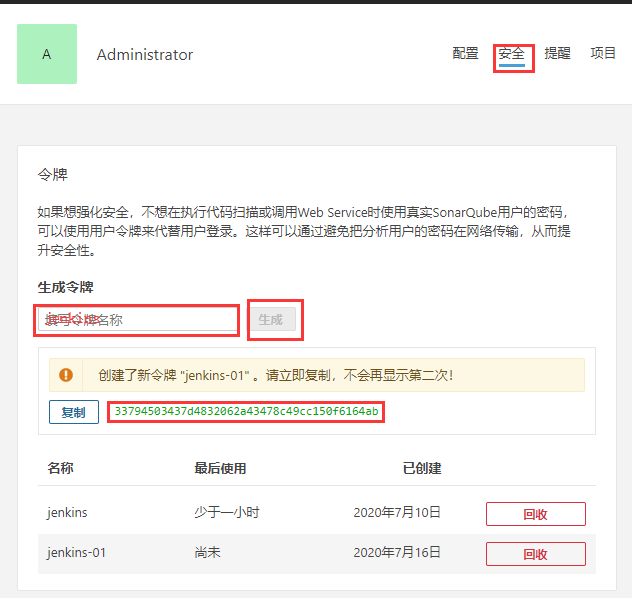 A
Administrator
配置 安全 提醒 项目
令牌
如果想强化安全，不想在执行代码扫描或调用Web Service时使用真实SonarQube用户的密码，
可以使用用户令牌来代替用户登录。这样可以通过避免把分析用户的密码在网络传输，从而提
升安全性。
生成令牌
填写令牌名称
jenkins
生成
创建了新令牌 "jenkins-01" 。请立即复制，不会再显示第二次！
复制 33794503437d4832062a43478c49cc150f6164ab
名称 最后使用 已创建
jenkins 少于一小时 2020年7月10日 回收
jenkins-01 尚未 2020年7月16日 回收